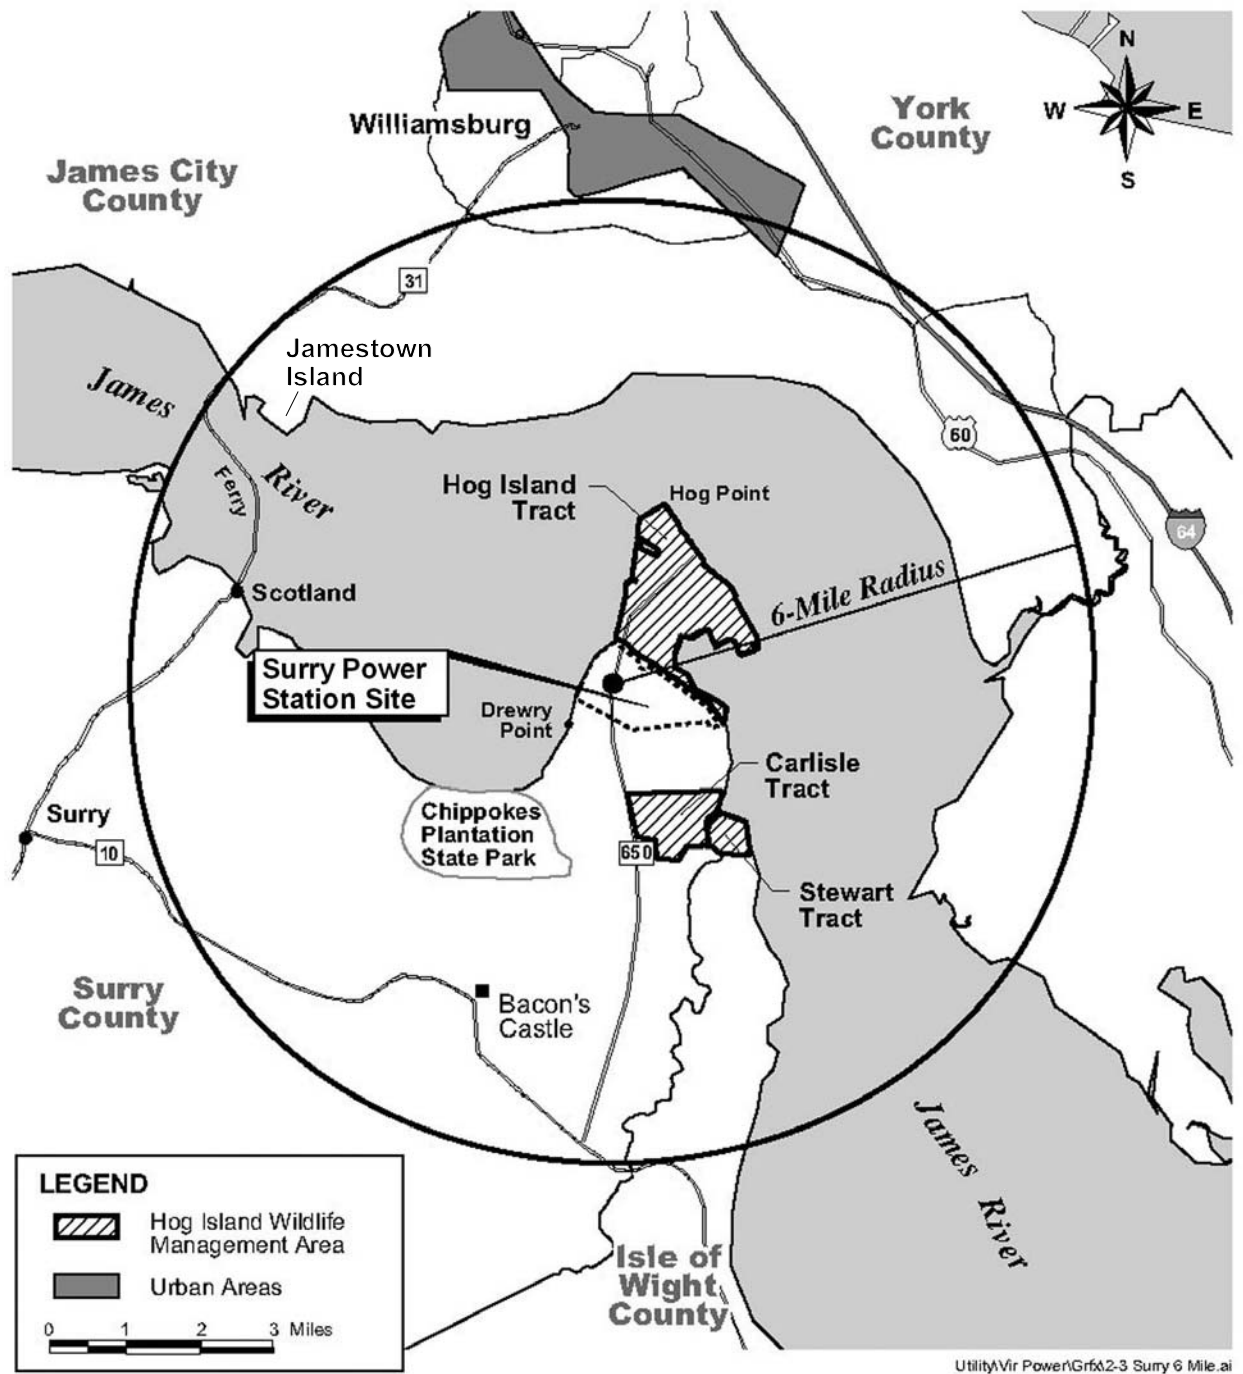 N
W E
S
York
County
Williamsburg
James City
County
31
Jamestown
Island
James
River
Ferry
60
64
Hog Island
Tract
Hog Point
6-Mile Radius
Scotland
Surry Power
Station Site
Drewry
Point
Carlisle
Tract
Surry
10
Chippokes
Plantation
State Park
650
Stewart
Tract
Surry
County
Bacon's
Castle
James
River
LEGEND
Hog Island Wildlife
Management Area
Urban Areas
0 1 2 3 Miles
Isle of
Wight
County
Utility\Vir Power\Grfx\2-3 Surry 6 Mile.ai